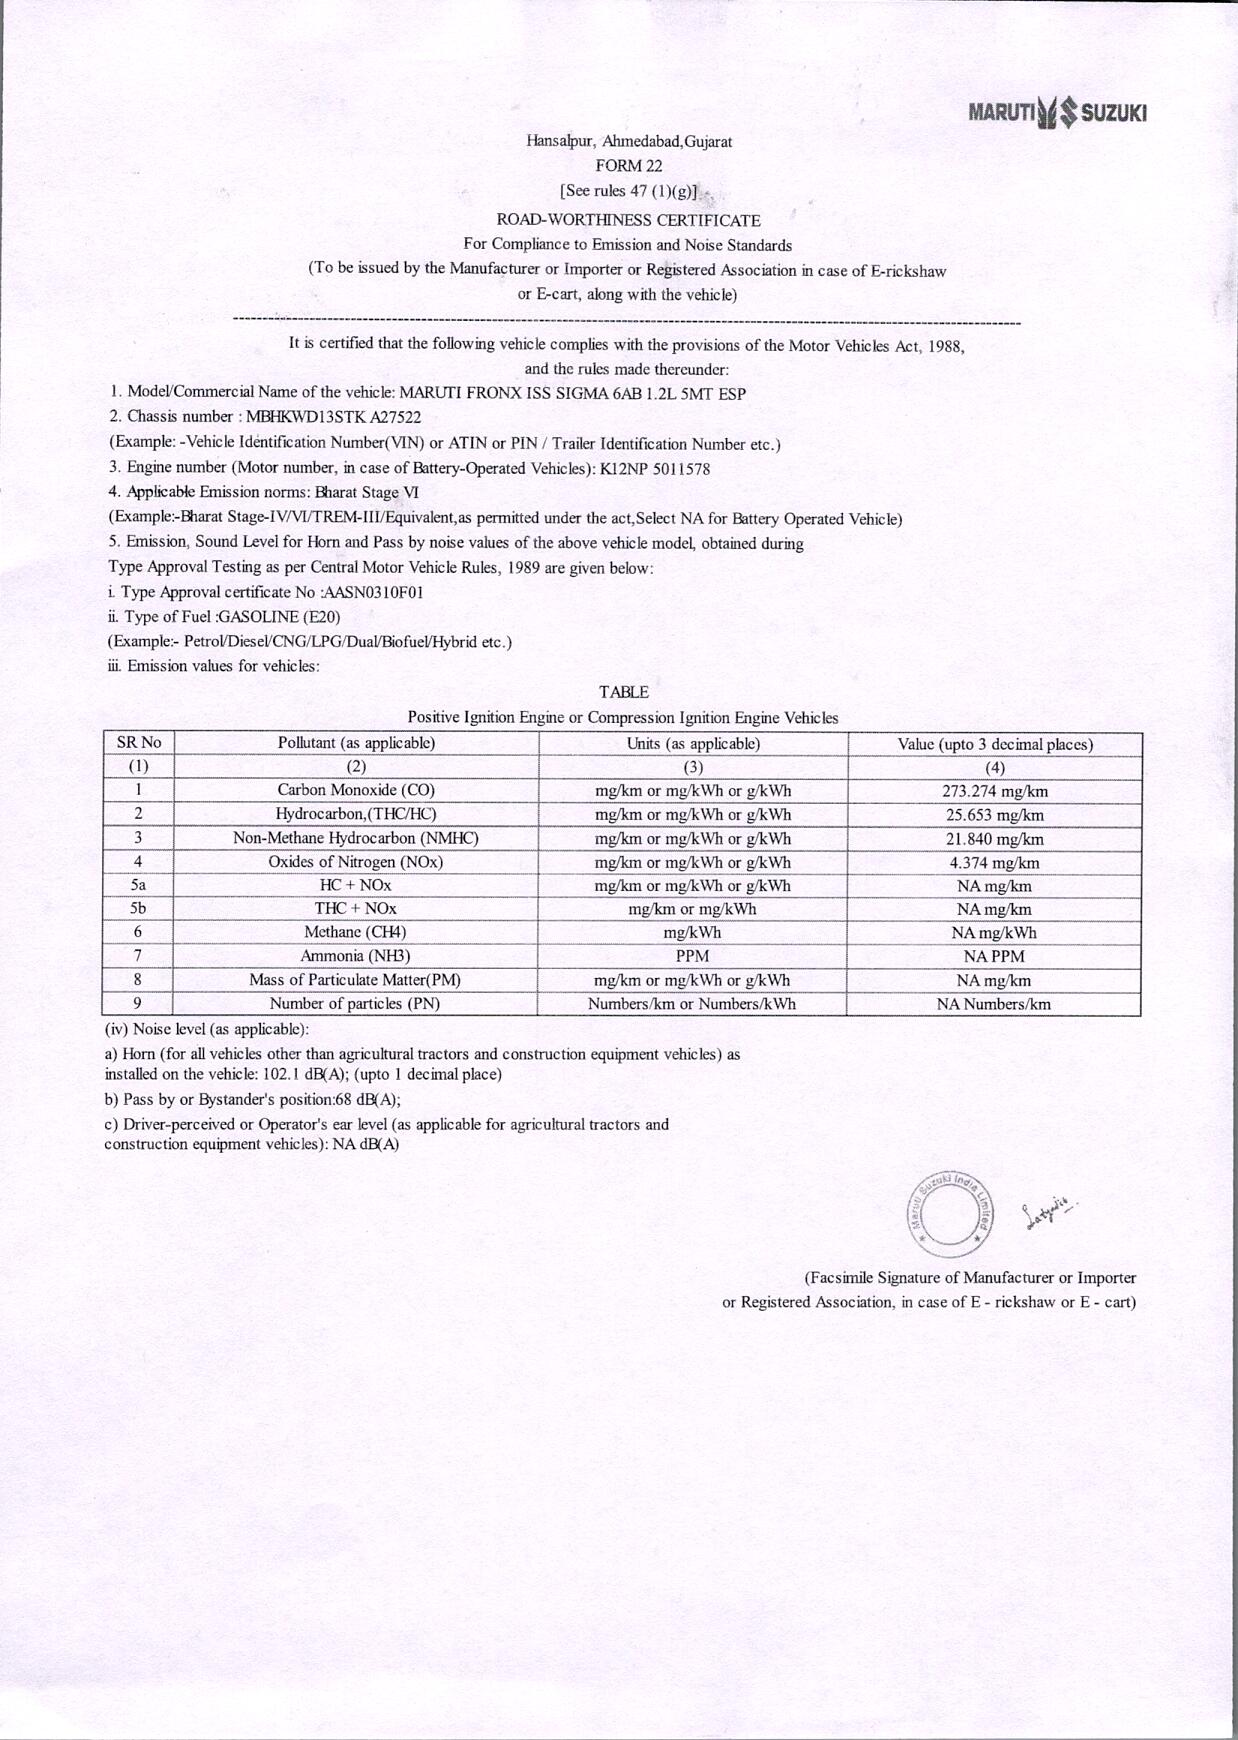 MARUTI SUZUKI
Hansalpur, Ahmedabad,Gujarat
FORM 22
[See rules 47 (1)(g)]
ROAD-WORTHINESS CERTIFICATE
For Compliance to Emission and Noise Standards
(To be issued by the Manufacturer or Importer or Registered Association in case of E-rickshaw
or E-cart, along with the vehicle)
It is certified that the following vehicle complies with the provisions of the Motor Vehicles Act, 1988,
and the rules made thereunder:
1. Model/Commercial Name of the vehicle: MARUTI FRONX ISS SIGMA 6AB 1.2L 5MT ESP
2. Chassis number : MBHKWD13STK A27522
(Example: -Vehicle Identification Number(VIN) or ATIN or PIN / Trailer Identification Number etc.)
3. Engine number (Motor number, in case of Battery-Operated Vehicles): K12NP 5011578
4. Applicable Emission norms: Bharat Stage VI
(Example:-Bharat Stage-IV/VI/TREM-III/Equivalent,as permitted under the act,Select NA for Battery Operated Vehicle)
5. Emission, Sound Level for Horn and Pass by noise values of the above vehicle model, obtained during
Type Approval Testing as per Central Motor Vehicle Rules, 1989 are given below:
i. Type Approval certificate No :AASN0310F01
ii. Type of Fuel :GASOLINE (E20)
(Example:- Petrol/Diesel/CNG/LPG/Dual/Biofuel/Hybrid etc.)
iii. Emission values for vehicles:
TABLE
Positive Ignition Engine or Compression Ignition Engine Vehicles
SR No Pollutant (as applicable) Units (as applicable) Value (upto 3 decimal places)
(1) (2) (3) (4)
1 Carbon Monoxide (CO) mg/km or mg/kWh or g/kWh 273.274 mg/km
2 Hydrocarbon,(THC/HC) mg/km or mg/kWh or g/kWh 25.653 mg/km
3 Non-Methane Hydrocarbon (NMHC) mg/km or mg/kWh or g/kWh 21.840 mg/km
4 Oxides of Nitrogen (NOx) mg/km or mg/kWh or g/kWh 4.374 mg/km
5a HC + NOx mg/km or mg/kWh or g/kWh NA mg/km
5b THC + NOx mg/km or mg/kWh NA mg/km
6 Methane (CH4) mg/kWh NA mg/kWh
7 Ammonia (NH3) PPM NA PPM
8 Mass of Particulate Matter(PM) mg/km or mg/kWh or g/kWh NA mg/km
9 Number of particles (PN) Numbers/km or Numbers/kWh NA Numbers/km
(iv) Noise level (as applicable):
a) Horn (for all vehicles other than agricultural tractors and construction equipment vehicles) as
installed on the vehicle: 102.1 dB(A); (upto 1 decimal place)
b) Pass by or Bystander's position:68 dB(A);
c) Driver-perceived or Operator's ear level (as applicable for agricultural tractors and
construction equipment vehicles): NA dB(A)
★ Maruti Suzuki India Limited ★
(Facsimile Signature of Manufacturer or Importer
or Registered Association, in case of E - rickshaw or E - cart)